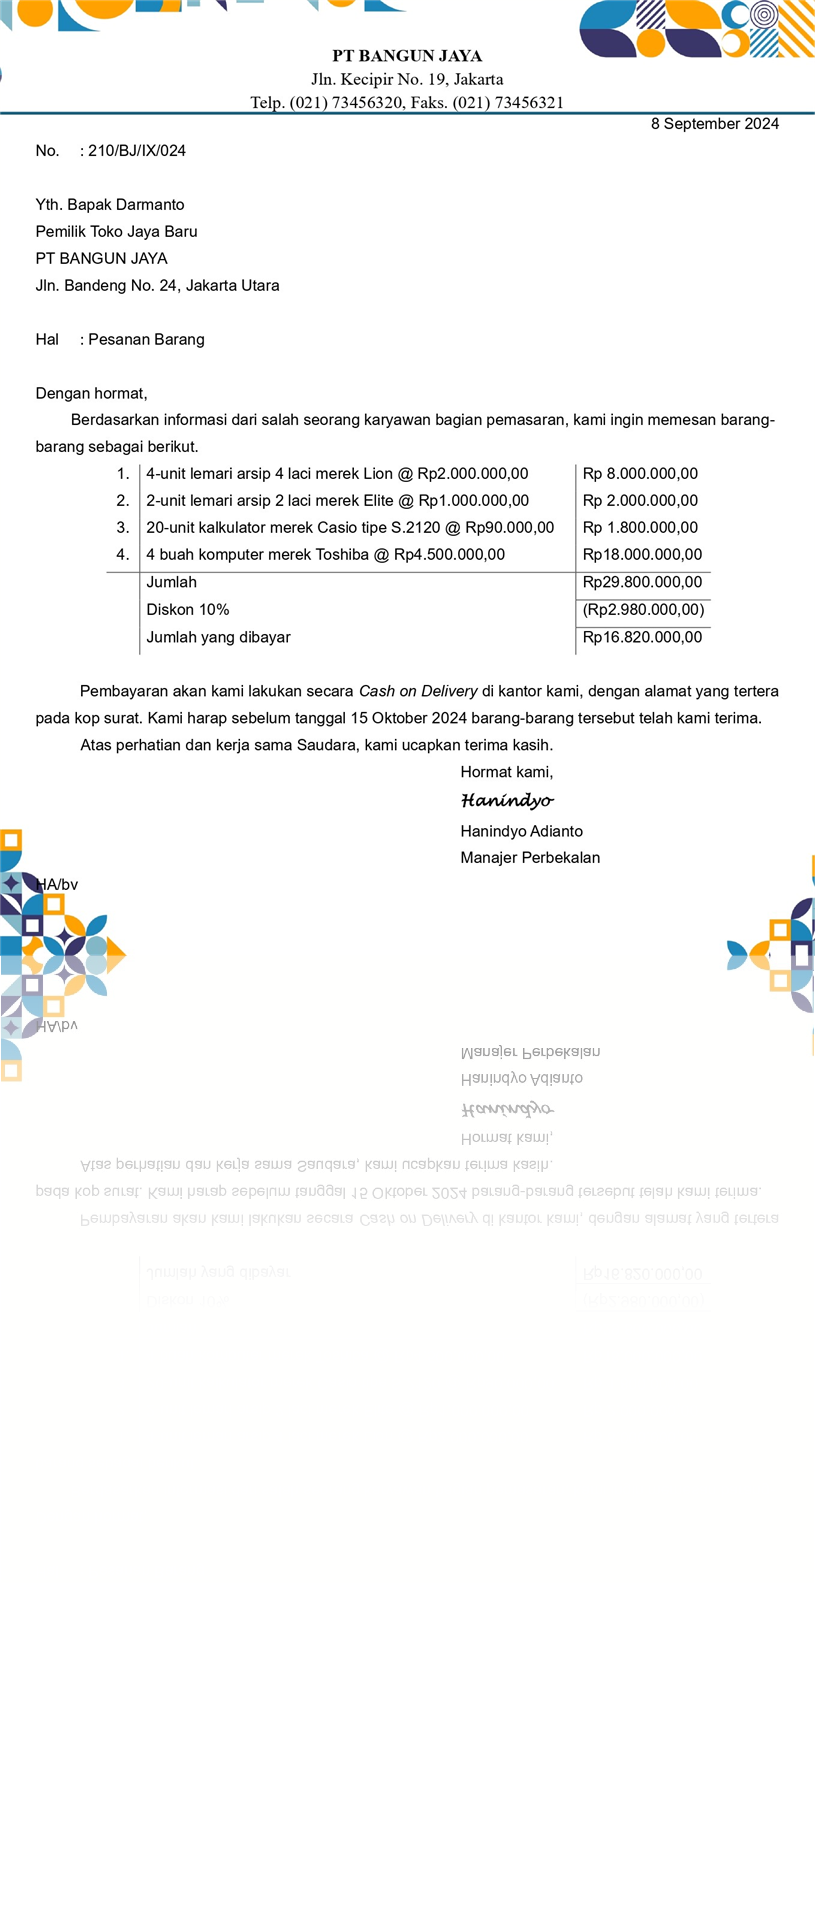 PT BANGUN JAYA
Jln. Kecipir No. 19, Jakarta
Telp. (021) 73456320, Faks. (021) 73456321
8 September 2024
No. : 210/BJ/IX/024
Yth. Bapak Darmanto
Pemilik Toko Jaya Baru
PT BANGUN JAYA
Jln. Bandeng No. 24, Jakarta Utara
Hal : Pesanan Barang
Dengan hormat,
Berdasarkan informasi dari salah seorang karyawan bagian pemasaran, kami ingin memesan barang-
barang sebagai berikut.
1. 4-unit lemari arsip 4 laci merek Lion @ Rp2.000.000,00 Rp 8.000.000,00
2. 2-unit lemari arsip 2 laci merek Elite @ Rp1.000.000,00 Rp 2.000.000,00
3. 20-unit kalkulator merek Casio tipe S.2120 @ Rp90.000,00 Rp 1.800.000,00
4. 4 buah komputer merek Toshiba @ Rp4.500.000,00 Rp18.000.000,00
Jumlah Rp29.800.000,00
Diskon 10% (Rp2.980.000,00)
Jumlah yang dibayar Rp16.820.000,00
Pembayaran akan kami lakukan secara Cash on Delivery di kantor kami, dengan alamat yang tertera
pada kop surat. Kami harap sebelum tanggal 15 Oktober 2024 barang-barang tersebut telah kami terima.
Atas perhatian dan kerja sama Saudara, kami ucapkan terima kasih.
Hormat kami,
Hanindyo
Hanindyo Adianto
Manajer Perbekalan
HA/bv